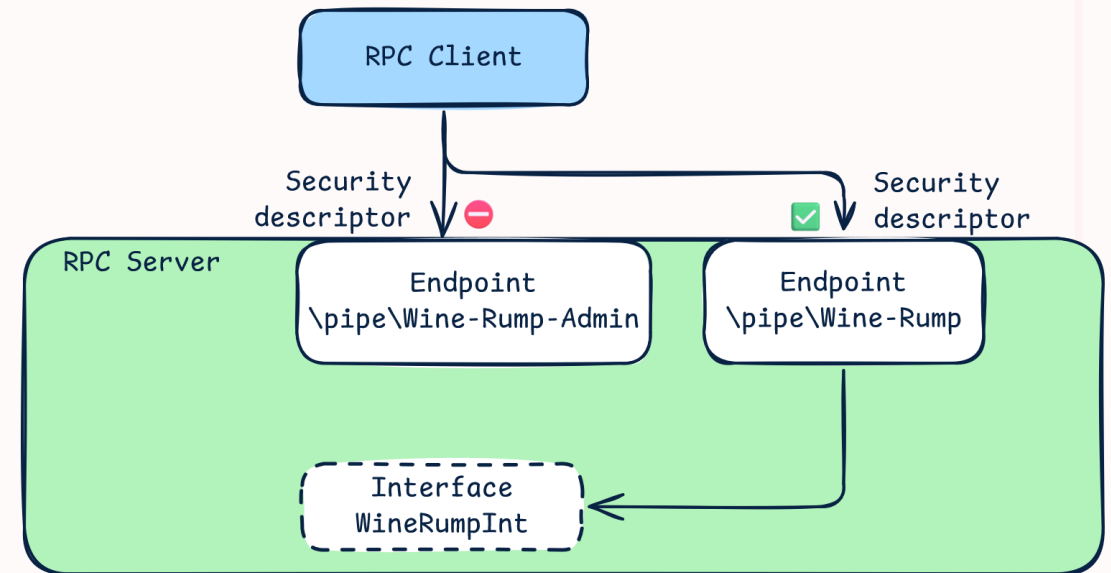 RPC Client
Security
descriptor
Security
descriptor
RPC Server
Endpoint
\pipe\Wine-Rump-Admin
Endpoint
\pipe\Wine-Rump
Interface
WineRumpInt